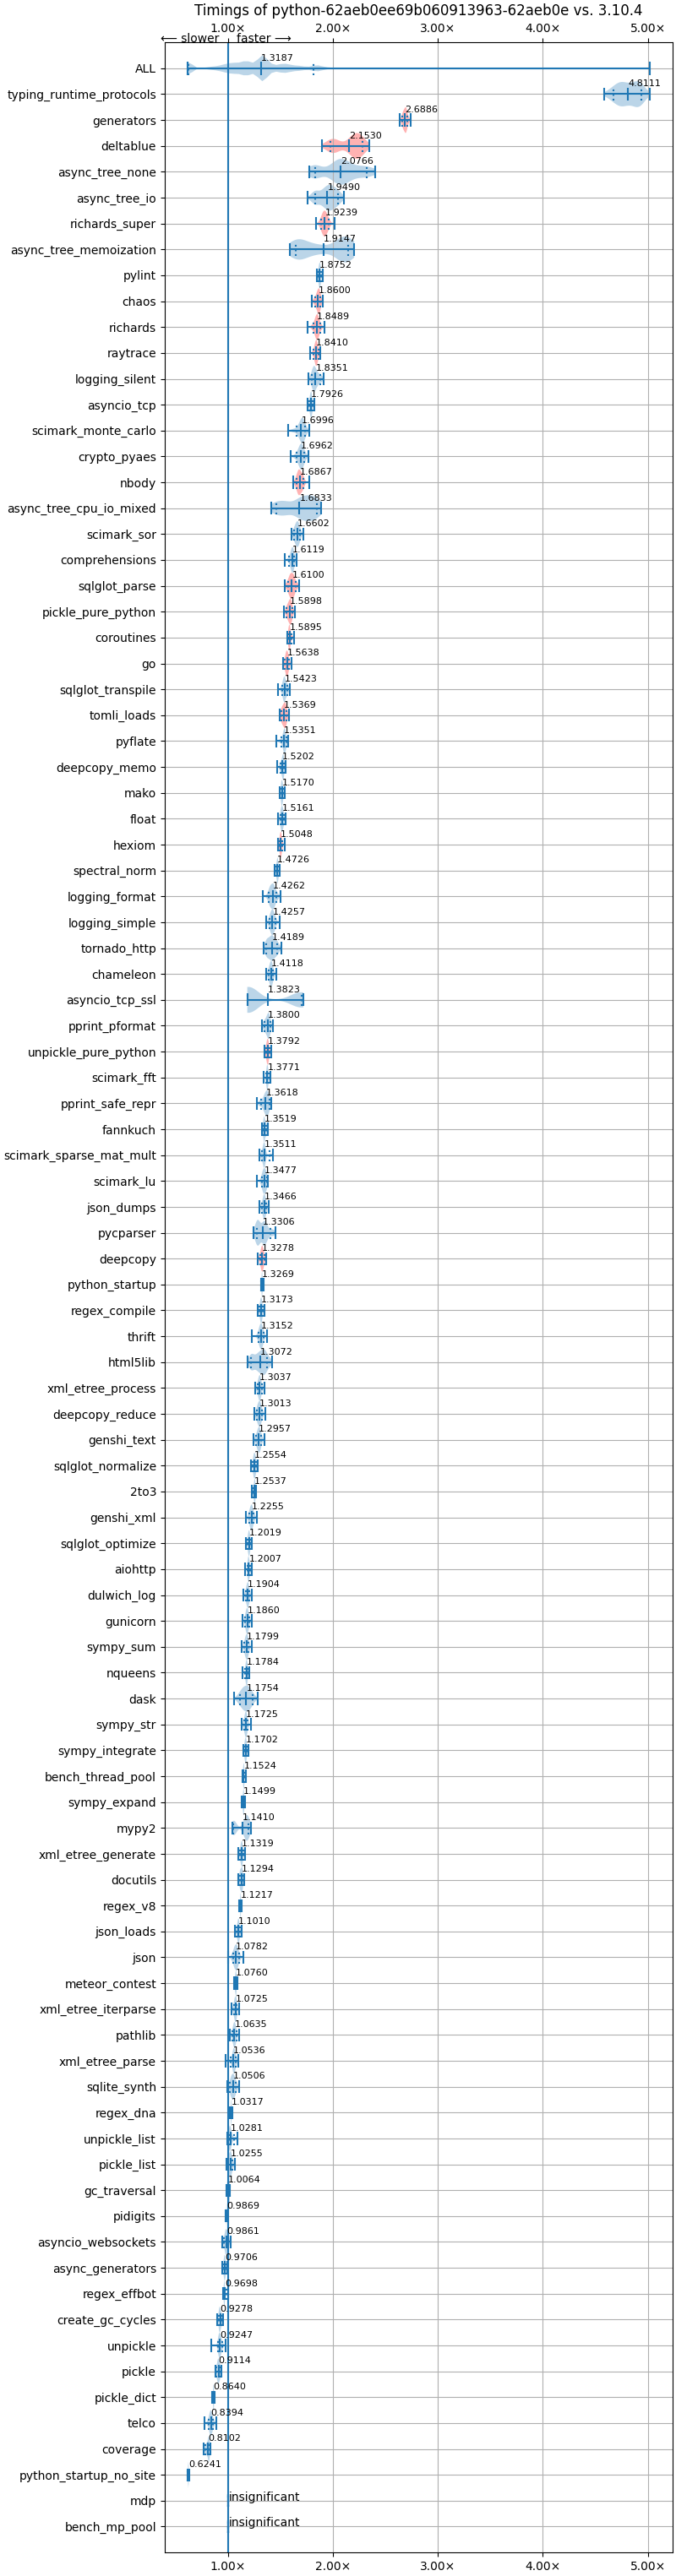 Timings of python-62aeb0ee69b060913963-62aeb0e vs. 3.10.4
1.00× 2.00× 3.00× 4.00× 5.00×
⟵ slower faster ⟶
ALL 1.3187
typing_runtime_protocols 4.8111
generators 2.6886
deltablue 2.1530
async_tree_none 2.0766
async_tree_io 1.9490
richards_super 1.9239
async_tree_memoization 1.9147
pylint 1.8752
chaos 1.8600
richards 1.8489
raytrace 1.8410
logging_silent 1.8351
asyncio_tcp 1.7926
scimark_monte_carlo 1.6996
crypto_pyaes 1.6962
nbody 1.6867
async_tree_cpu_io_mixed 1.6833
scimark_sor 1.6602
comprehensions 1.6119
sqlglot_parse 1.6100
pickle_pure_python 1.5898
coroutines 1.5895
go 1.5638
sqlglot_transpile 1.5423
tomli_loads 1.5369
pyflate 1.5351
deepcopy_memo 1.5202
mako 1.5170
float 1.5161
hexiom 1.5048
spectral_norm 1.4726
logging_format 1.4262
logging_simple 1.4257
tornado_http 1.4189
chameleon 1.4118
asyncio_tcp_ssl 1.3823
pprint_pformat 1.3800
unpickle_pure_python 1.3792
scimark_fft 1.3771
pprint_safe_repr 1.3618
fannkuch 1.3519
scimark_sparse_mat_mult 1.3511
scimark_lu 1.3477
json_dumps 1.3466
pycparser 1.3306
deepcopy 1.3278
python_startup 1.3269
regex_compile 1.3173
thrift 1.3152
html5lib 1.3072
xml_etree_process 1.3037
deepcopy_reduce 1.3013
genshi_text 1.2957
sqlglot_normalize 1.2554
2to3 1.2537
genshi_xml 1.2255
sqlglot_optimize 1.2019
aiohttp 1.2007
dulwich_log 1.1904
gunicorn 1.1860
sympy_sum 1.1799
nqueens 1.1784
dask 1.1754
sympy_str 1.1725
sympy_integrate 1.1702
bench_thread_pool 1.1524
sympy_expand 1.1499
mypy2 1.1410
xml_etree_generate 1.1319
docutils 1.1294
regex_v8 1.1217
json_loads 1.1010
json 1.0782
meteor_contest 1.0760
xml_etree_iterparse 1.0725
pathlib 1.0635
xml_etree_parse 1.0536
sqlite_synth 1.0506
regex_dna 1.0317
unpickle_list 1.0281
pickle_list 1.0255
gc_traversal 1.0064
pidigits 0.9869
asyncio_websockets 0.9861
async_generators 0.9706
regex_effbot 0.9698
create_gc_cycles 0.9278
unpickle 0.9247
pickle 0.9114
pickle_dict 0.8640
telco 0.8394
coverage 0.8102
python_startup_no_site 0.6241
mdp insignificant
bench_mp_pool insignificant
1.00× 2.00× 3.00× 4.00× 5.00×